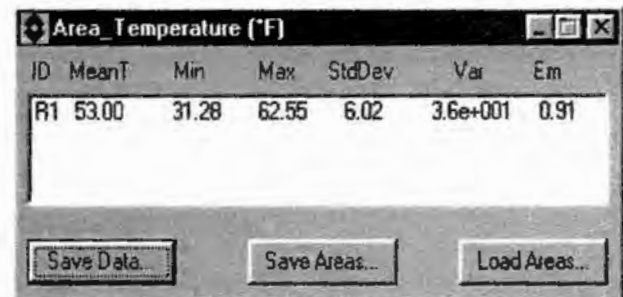 Area_Temperature (°F)
ID MeanT Min Max StdDev Var Em
R1 53.00 31.28 62.55 6.02 3.6e+001 0.91
Save Data... Save Areas... Load Areas...